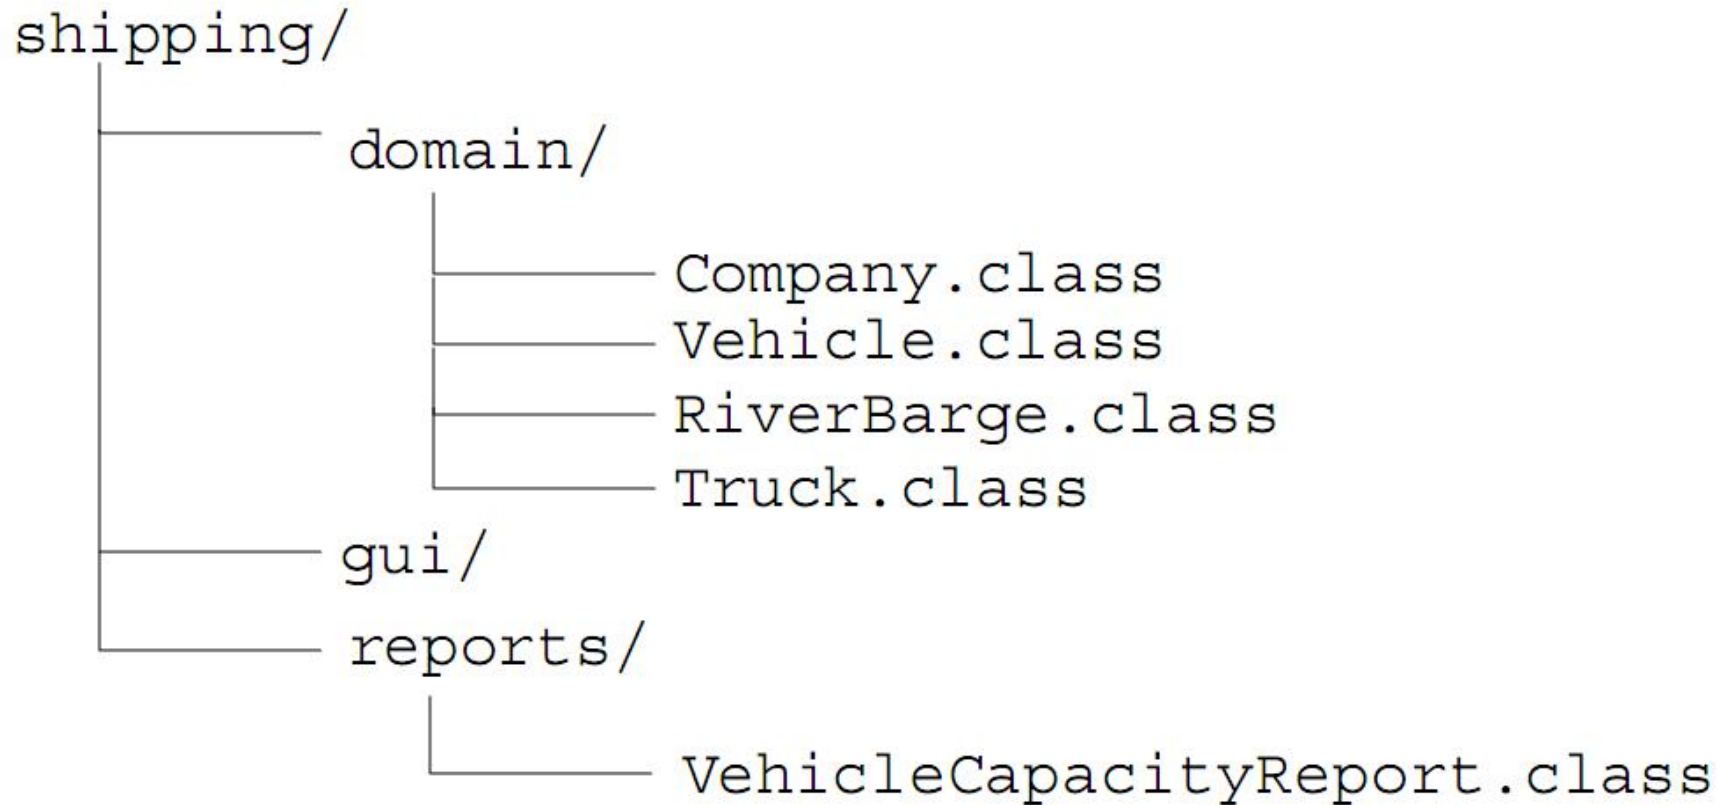 shipping/
domain/
Company.class
Vehicle.class
RiverBarge.class
Truck.class
gui/
reports/
VehicleCapacityReport.class